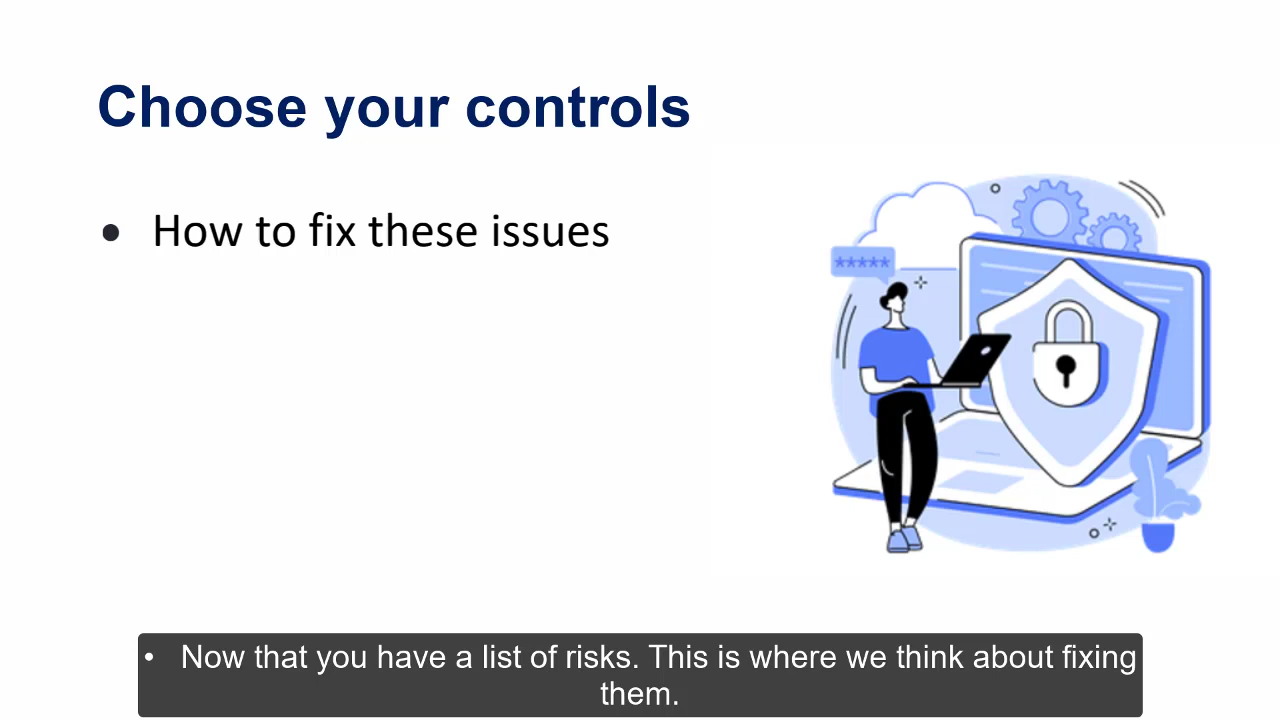 Choose your controls
• How to fix these issues
*****
• Now that you have a list of risks. This is where we think about fixing
them.